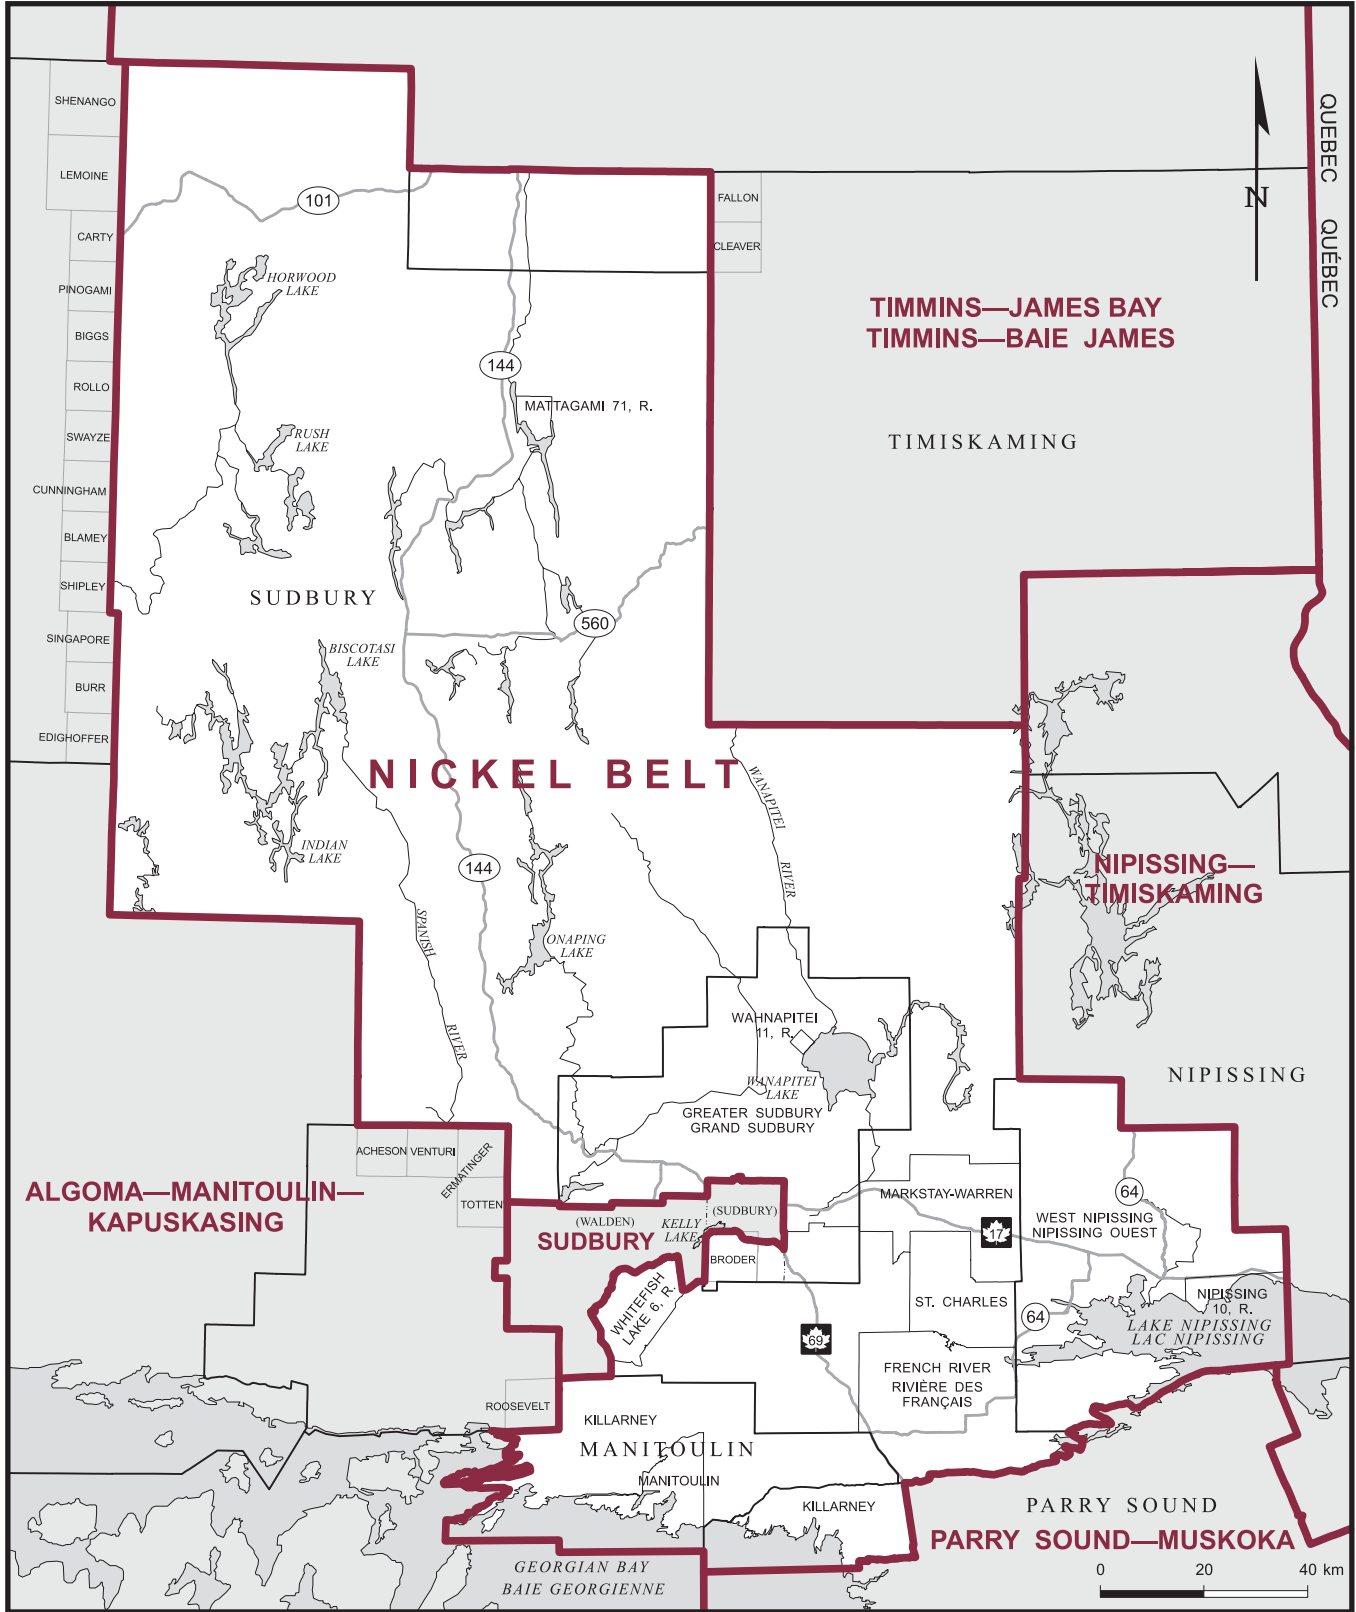 SHENANGO
LEMOINE
CARTY
PINOGAMI
BIGGS
ROLLO
SWAYZE
CUNNINGHAM
BLAMEY
SHIPLEY
SINGAPORE
BURR
EDIGHOFFER
101
HORWOOD
LAKE
144
MATTAGAMI 71, R.
RUSH
LAKE
FALLON
CLEAVER
QUEBEC
QUÉBEC
N
TIMMINS—JAMES BAY
TIMMINS—BAIE JAMES
TIMISKAMING
SUDBURY
560
BISCOTASI
LAKE
NICKEL BELT
WANAPITEI
RIVER
INDIAN
LAKE
144
SPANISH
RIVER
ONAPING
LAKE
NIPISSING—
TIMISKAMING
NIPISSING
WAHNAPITEI
11, R.
WANAPITEI
LAKE
GREATER SUDBURY
GRAND SUDBURY
ACHESON
VENTURI
ERMATINGER
TOTTEN
ALGOMA—MANITOULIN—
KAPUSKASING
(WALDEN)
SUDBURY
KELLY
LAKE
(SUDBURY)
BRODER
MARKSTAY-WARREN
17
64
WEST NIPISSING
NIPISSING OUEST
WHITEFISH
LAKE 6, R.
ST. CHARLES
NIPISSING
10, R.
LAKE NIPISSING
LAC NIPISSING
64
69
FRENCH RIVER
RIVIÈRE DES
FRANÇAIS
ROOSEVELT
KILLARNEY
MANITOULIN
MANITOULIN
KILLARNEY
PARRY SOUND
PARRY SOUND—MUSKOKA
GEORGIAN BAY
BAIE GEORGIENNE
0 20 40 km